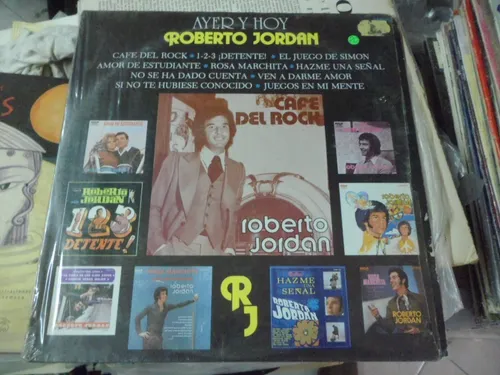 AYER Y HOY
ROBERTO JORDAN
CAFE DEL ROCK • 1-2-3 ¡DETENTE! • EL JUEGO DE SIMON
AMOR DE ESTUDIANTE • ROSA MARCHITA • HAZME UNA SEÑAL
NO SE HA DADO CUENTA • VEN A DARME AMOR
SI NO TE HUBIESE CONOCIDO • JUEGOS EN MI MENTE
CAFE
DEL ROCK
roberto
Jordan
Roberto
JORDAN
1 2 3
DETENTE!
roberto
jordan
RJ
HAZME
SEÑAL
ROBERTO
JORDAN
ROBERTO
JORDAN